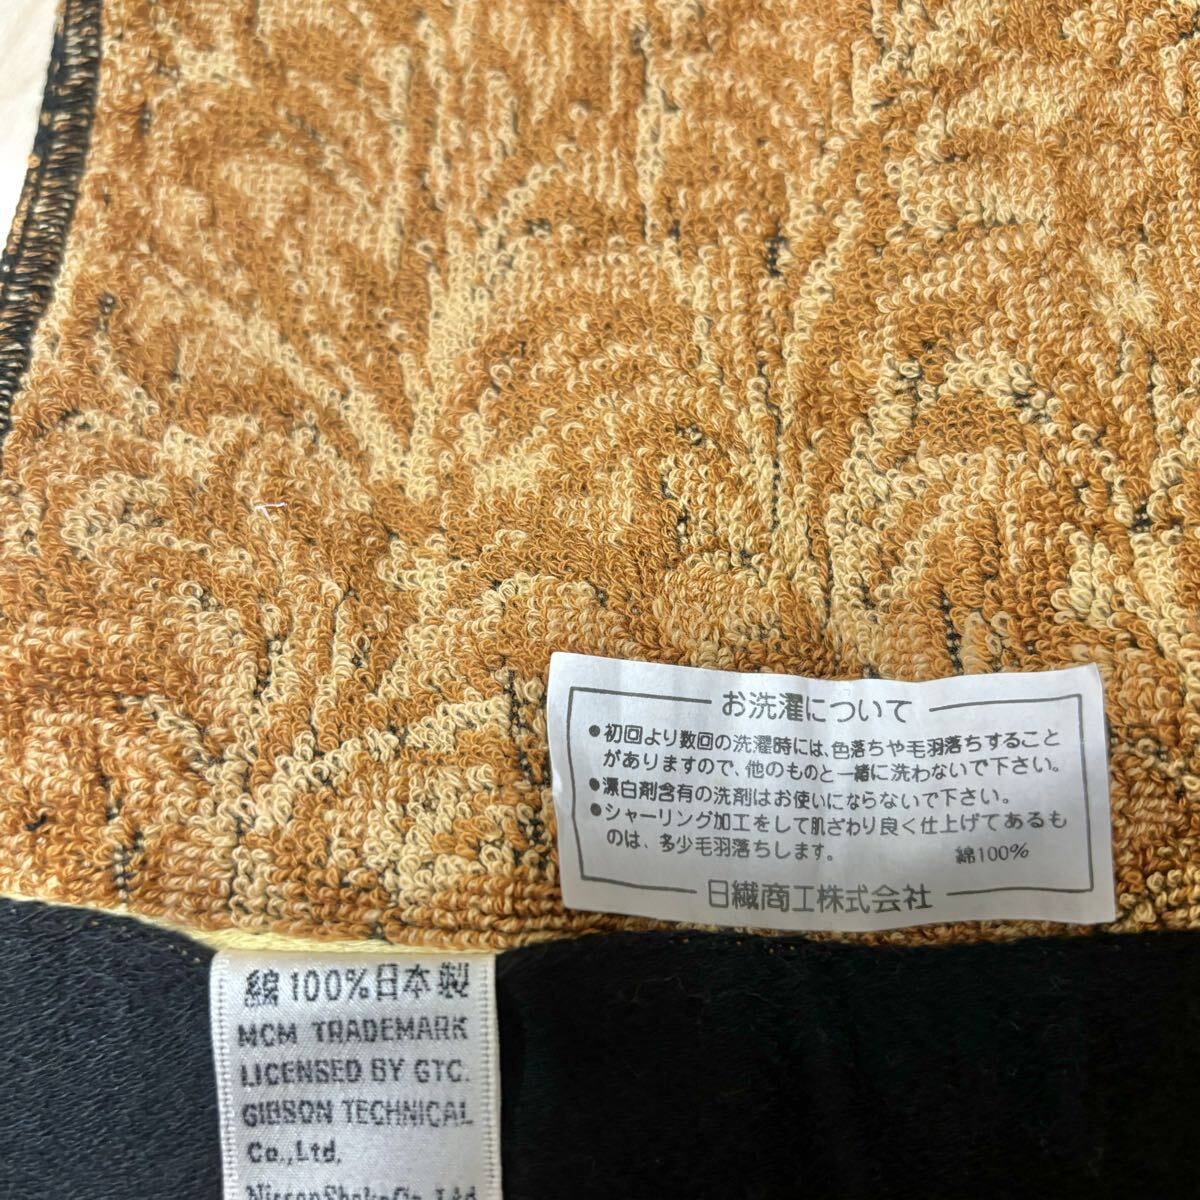 お洗濯について
●初回より数回の洗濯時には、色落ちや毛羽落ちすること
がありますので、他のものと一緒に洗わないで下さい。
●漂白剤含有の洗剤はお使いにならないで下さい。
●シャーリング加工をして肌ざわり良く仕上げてあるも
のは、多少毛羽落ちします。 綿100%
日繊商工株式会社
綿100%日本製
MCM TRADEMARK
LICENSED BY GTC.
GIBSON TECHNICAL
Co.,Ltd.
Nissen Shoko Co.,Ltd